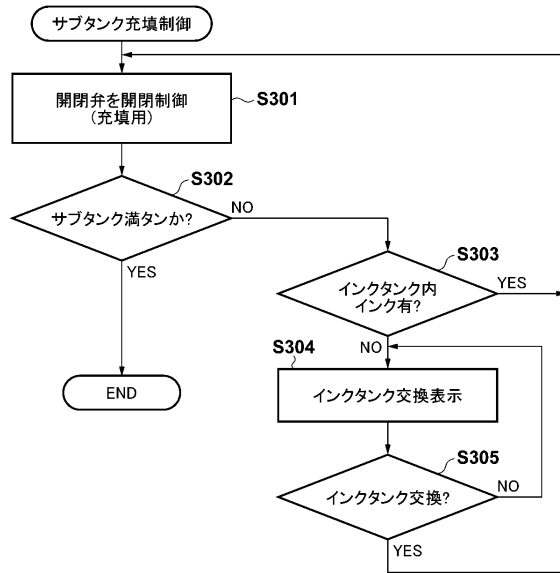 サブタンク充填制御
開閉弁を開閉制御
(充填用)
S301
サブタンク満タンか?
S302
NO
YES
インクタンク内
インク有?
S303
YES
NO
S304
インクタンク交換表示
インクタンク交換?
S305
NO
YES
END